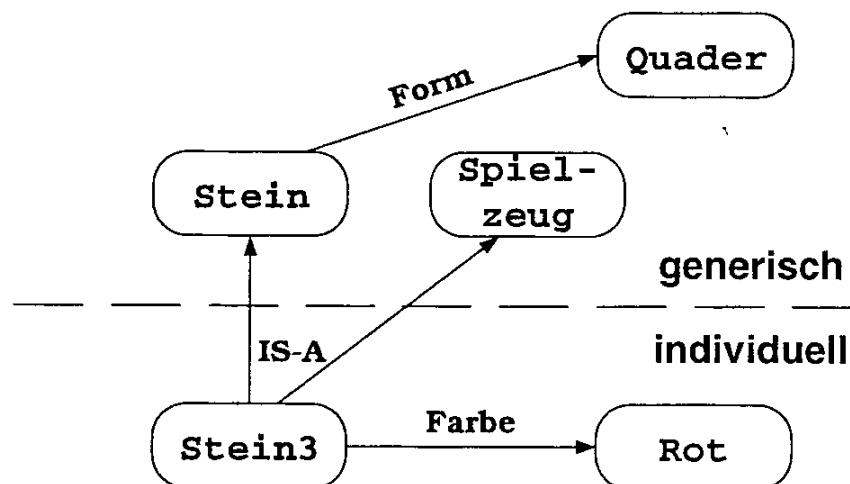 Quader
Form
Stein
Spiel-
zeug
generisch
IS-A
individuell
Stein3
Farbe
Rot